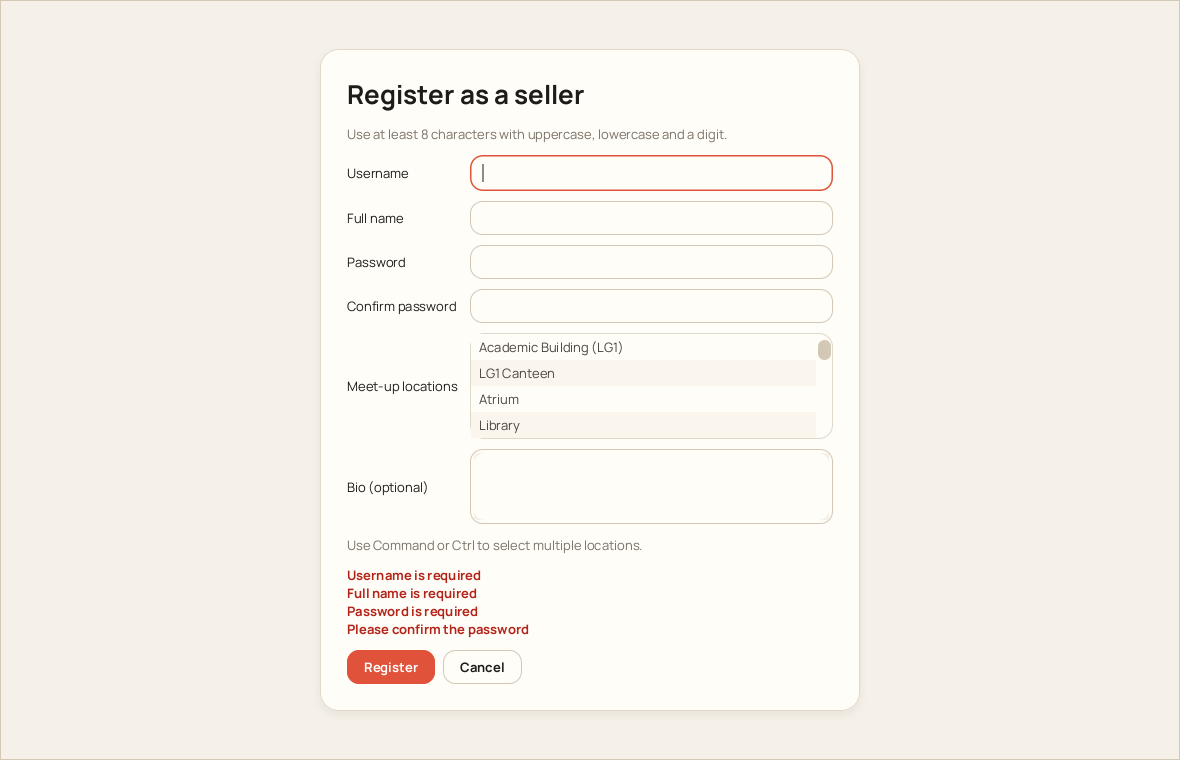 Register as a seller
Use at least 8 characters with uppercase, lowercase and a digit.
Username
Full name
Password
Confirm password
Meet-up locations
Academic Building (LG1)
LG1 Canteen
Atrium
Library
Bio (optional)
Use Command or Ctrl to select multiple locations.
Username is required
Full name is required
Password is required
Please confirm the password
Register
Cancel